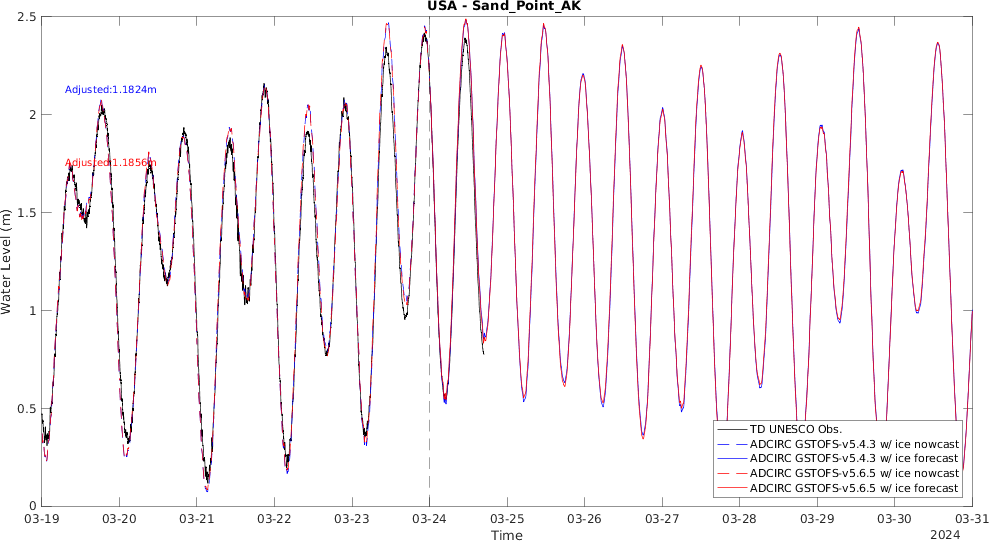 USA - Sand_Point_AK
2.5
2
1.5
1
0.5
0
Water Level (m)
Adjusted:1.1824m
Adjusted:1.1856m
TD UNESCO Obs.
ADCIRC GSTOFS-v5.4.3 w/ ice nowcast
ADCIRC GSTOFS-v5.4.3 w/ ice forecast
ADCIRC GSTOFS-v5.6.5 w/ ice nowcast
ADCIRC GSTOFS-v5.6.5 w/ ice forecast
03-19 03-20 03-21 03-22 03-23 03-24 03-25 03-26 03-27 03-28 03-29 03-30 03-31
Time
2024